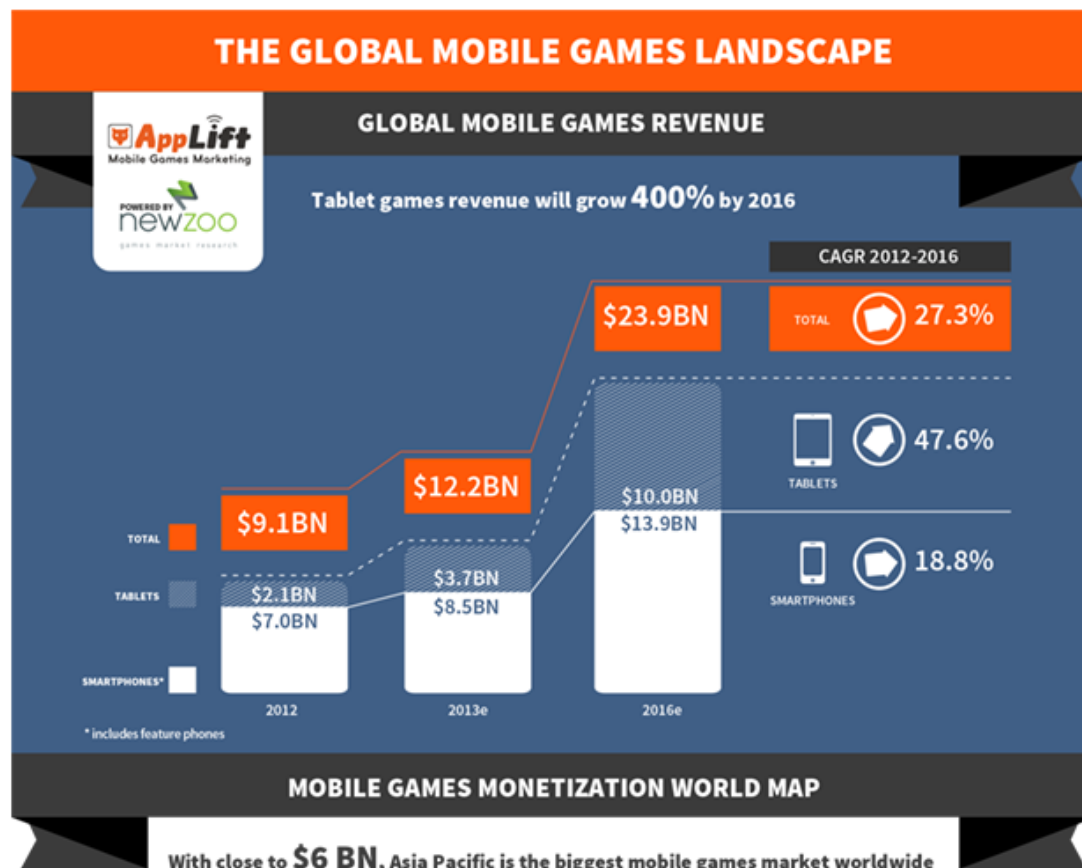 THE GLOBAL MOBILE GAMES LANDSCAPE
GLOBAL MOBILE GAMES REVENUE
AppLift
Mobile Games Marketing
POWERED BY
newzoo
games market research
Tablet games revenue will grow 400% by 2016
CAGR 2012-2016
TOTAL 27.3%
$23.9BN
$12.2BN
$9.1BN
47.6%
TABLETS
18.8%
SMARTPHONES
$10.0BN
$13.9BN
$3.7BN
$8.5BN
$2.1BN
$7.0BN
TOTAL
TABLETS
SMARTPHONES*
2012 2013e 2016e
* includes feature phones
MOBILE GAMES MONETIZATION WORLD MAP
With close to $6 BN, Asia Pacific is the biggest mobile games market worldwide